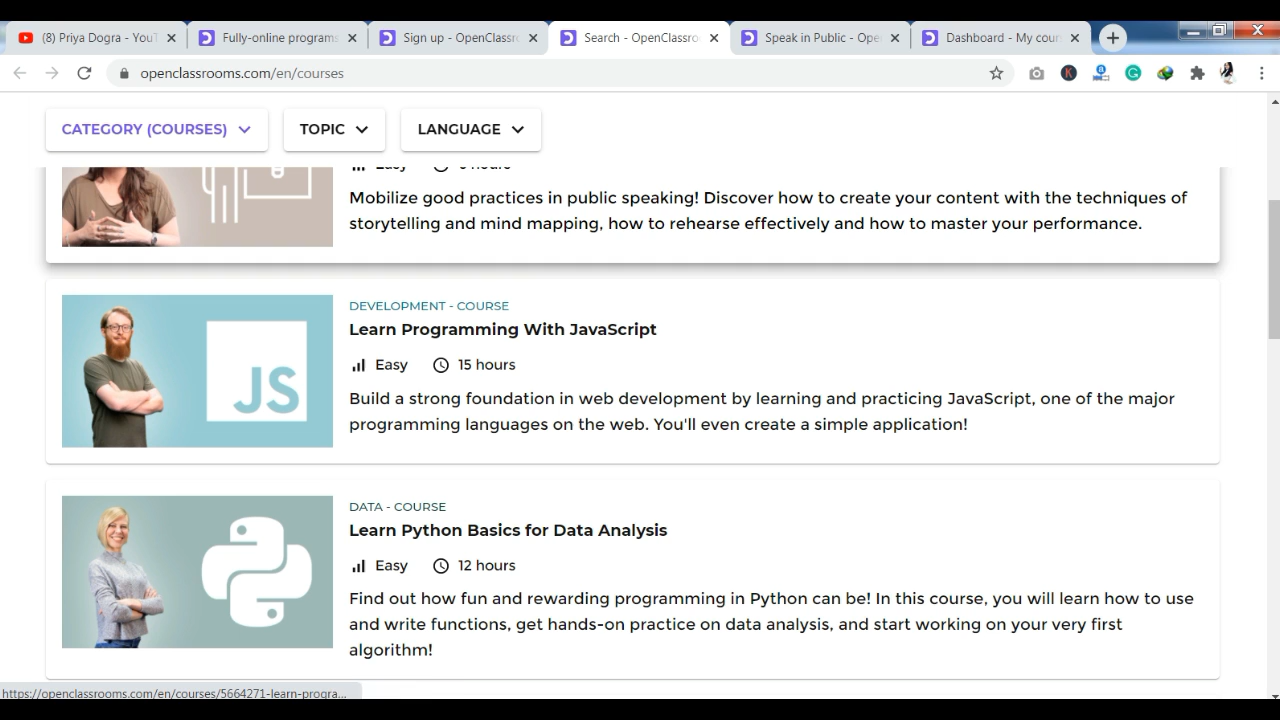 (8) Priya Dogra - YouT
Fully-online programs
Sign up - OpenClassr
Search - OpenClassro
Speak in Public - Ope
Dashboard - My cour
openclassrooms.com/en/courses
CATEGORY (COURSES)
TOPIC
LANGUAGE
Easy
Mobilize good practices in public speaking! Discover how to create your content with the techniques of
storytelling and mind mapping, how to rehearse effectively and how to master your performance.
JS
DEVELOPMENT - COURSE
Learn Programming With JavaScript
Easy 15 hours
Build a strong foundation in web development by learning and practicing JavaScript, one of the major
programming languages on the web. You'll even create a simple application!
DATA - COURSE
Learn Python Basics for Data Analysis
Easy 12 hours
Find out how fun and rewarding programming in Python can be! In this course, you will learn how to use
and write functions, get hands-on practice on data analysis, and start working on your very first
algorithm!
https://openclassrooms.com/en/courses/5664271-learn-progra...